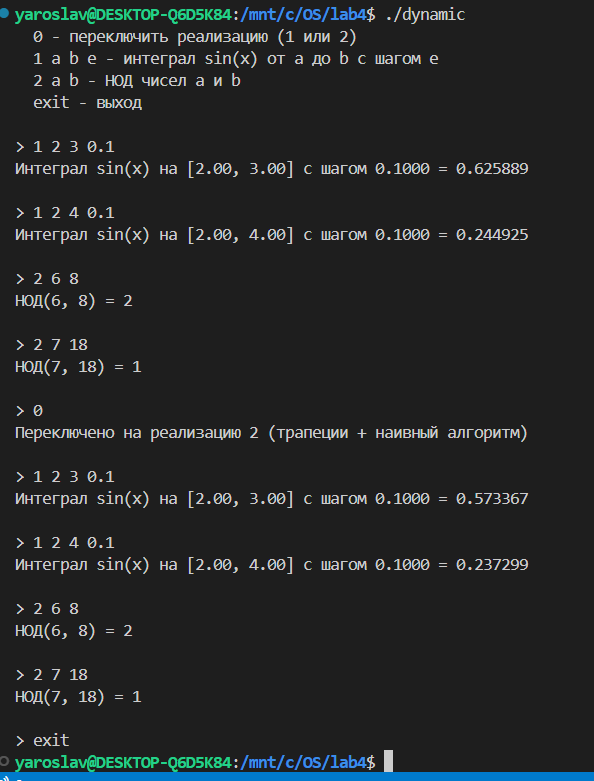 yaroslav@DESKTOP-Q6D5K84:/mnt/c/OS/lab4$ ./dynamic
0 - переключить реализацию (1 или 2)
1 a b e - интеграл sin(x) от a до b с шагом e
2 a b - НОД чисел a и b
exit - выход
> 1 2 3 0.1
Интеграл sin(x) на [2.00, 3.00] с шагом 0.1000 = 0.625889
> 1 2 4 0.1
Интеграл sin(x) на [2.00, 4.00] с шагом 0.1000 = 0.244925
> 2 6 8
НОД(6, 8) = 2
> 2 7 18
НОД(7, 18) = 1
> 0
Переключено на реализацию 2 (трапеции + наивный алгоритм)
> 1 2 3 0.1
Интеграл sin(x) на [2.00, 3.00] с шагом 0.1000 = 0.573367
> 1 2 4 0.1
Интеграл sin(x) на [2.00, 4.00] с шагом 0.1000 = 0.237299
> 2 6 8
НОД(6, 8) = 2
> 2 7 18
НОД(7, 18) = 1
> exit
yaroslav@DESKTOP-Q6D5K84:/mnt/c/OS/lab4$